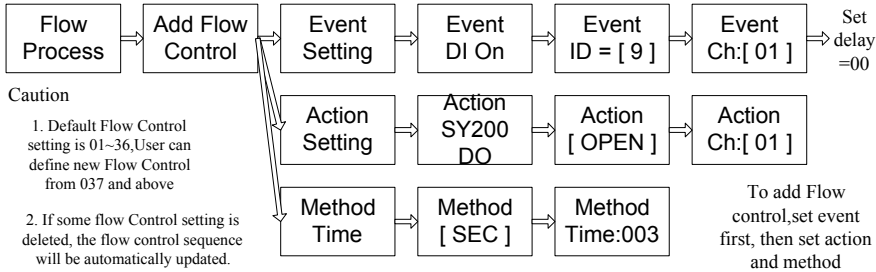 Flow
Process
Add Flow
Control
Event
Setting
Event
DI On
Event
ID = [ 9 ]
Event
Ch:[ 01 ]
Set
delay
=00
Caution
1. Default Flow Control
setting is 01~36,User can
define new Flow Control
from 037 and above
2. If some flow Control setting is
deleted, the flow control sequence
will be automatically updated.
Action
Setting
Action
SY200
DO
Action
[ OPEN ]
Action
Ch:[ 01 ]
Method
Time
Method
[ SEC ]
Method
Time:003
To add Flow
control,set event
first, then set action
and method